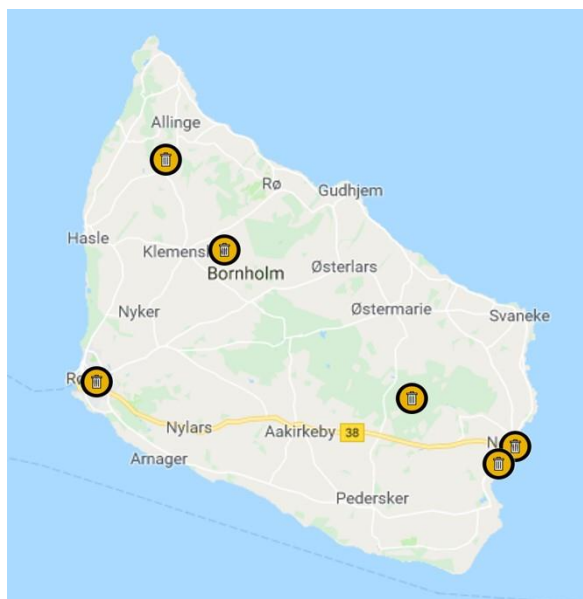 Allinge
Rø
Gudhjem
Hasle
Bornholm
Østerlars
Nyker
Østermarie
Svaneke
Nylars
Aakirkeby
38
Arnager
Pedersker